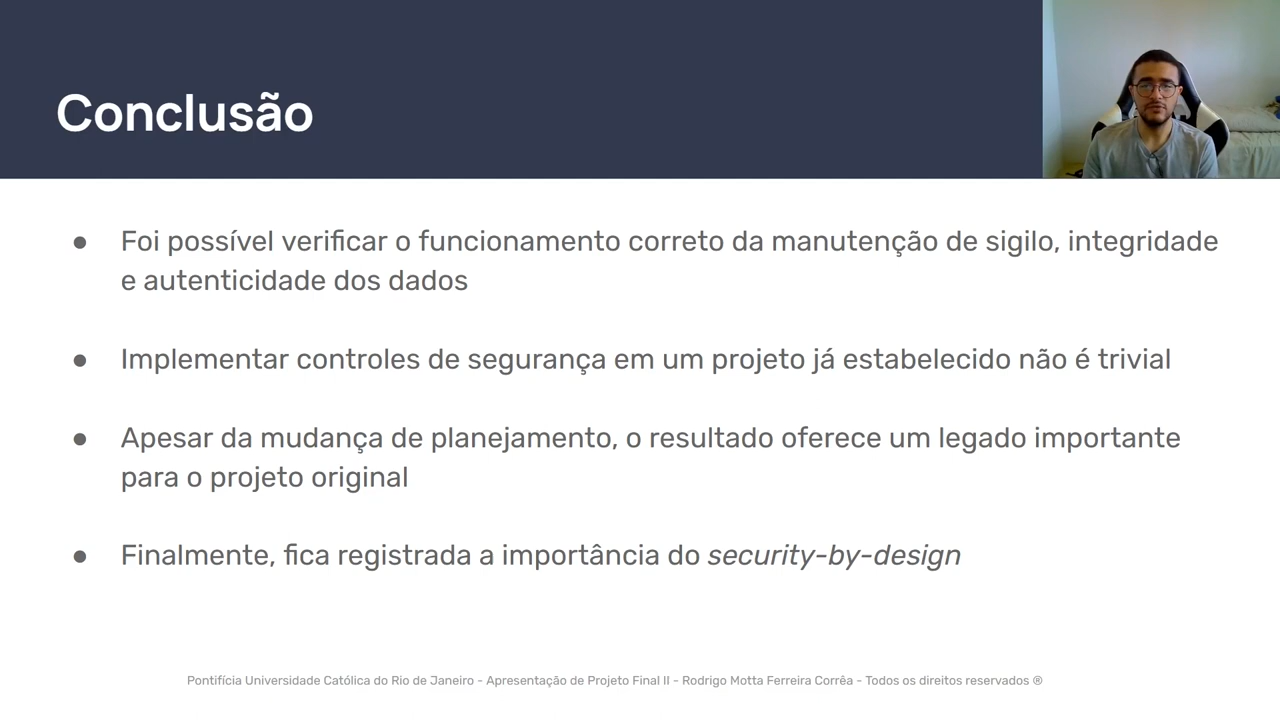 Conclusão
● Foi possível verificar o funcionamento correto da manutenção de sigilo, integridade
e autenticidade dos dados
● Implementar controles de segurança em um projeto já estabelecido não é trivial
● Apesar da mudança de planejamento, o resultado oferece um legado importante
para o projeto original
● Finalmente, fica registrada a importância do security-by-design
Pontifícia Universidade Católica do Rio de Janeiro - Apresentação de Projeto Final II - Rodrigo Motta Ferreira Corrêa - Todos os direitos reservados ®